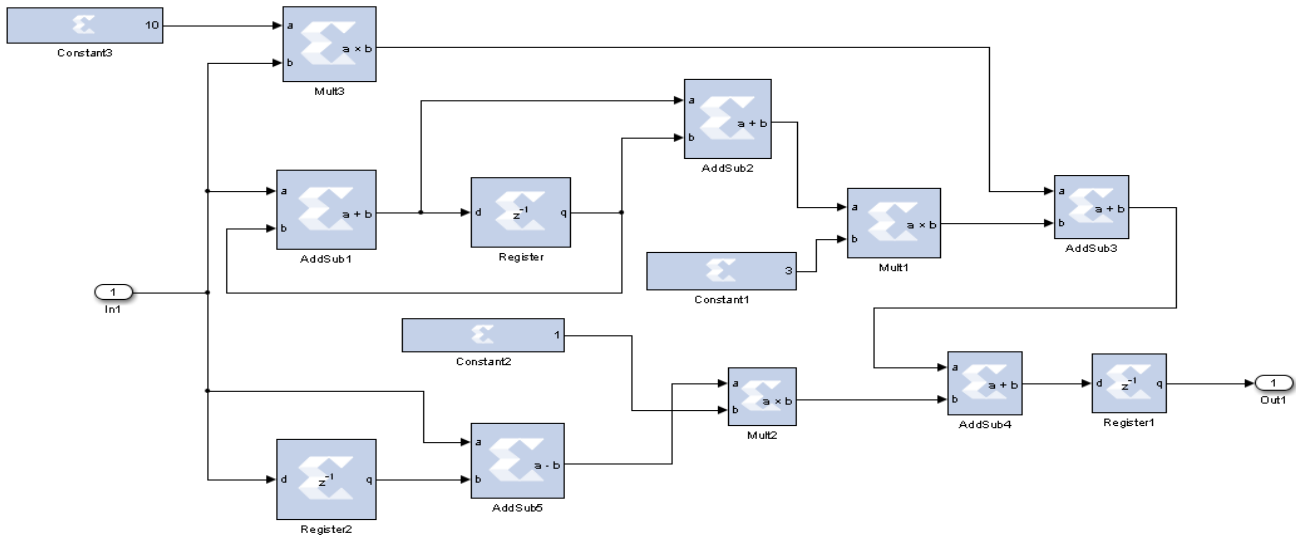 10
Constant3
a
b
a × b
Mult3
a
b
a + b
AddSub2
a
b
a + b
AddSub1
d
z⁻¹
q
Register
a
b
a × b
Mult1
a
b
a + b
AddSub3
3
Constant1
1
In1
1
Constant2
a
b
a × b
Mult2
a
b
a + b
AddSub4
d
z⁻¹
q
Register1
1
Out1
a
b
a - b
AddSub5
d
z⁻¹
q
Register2